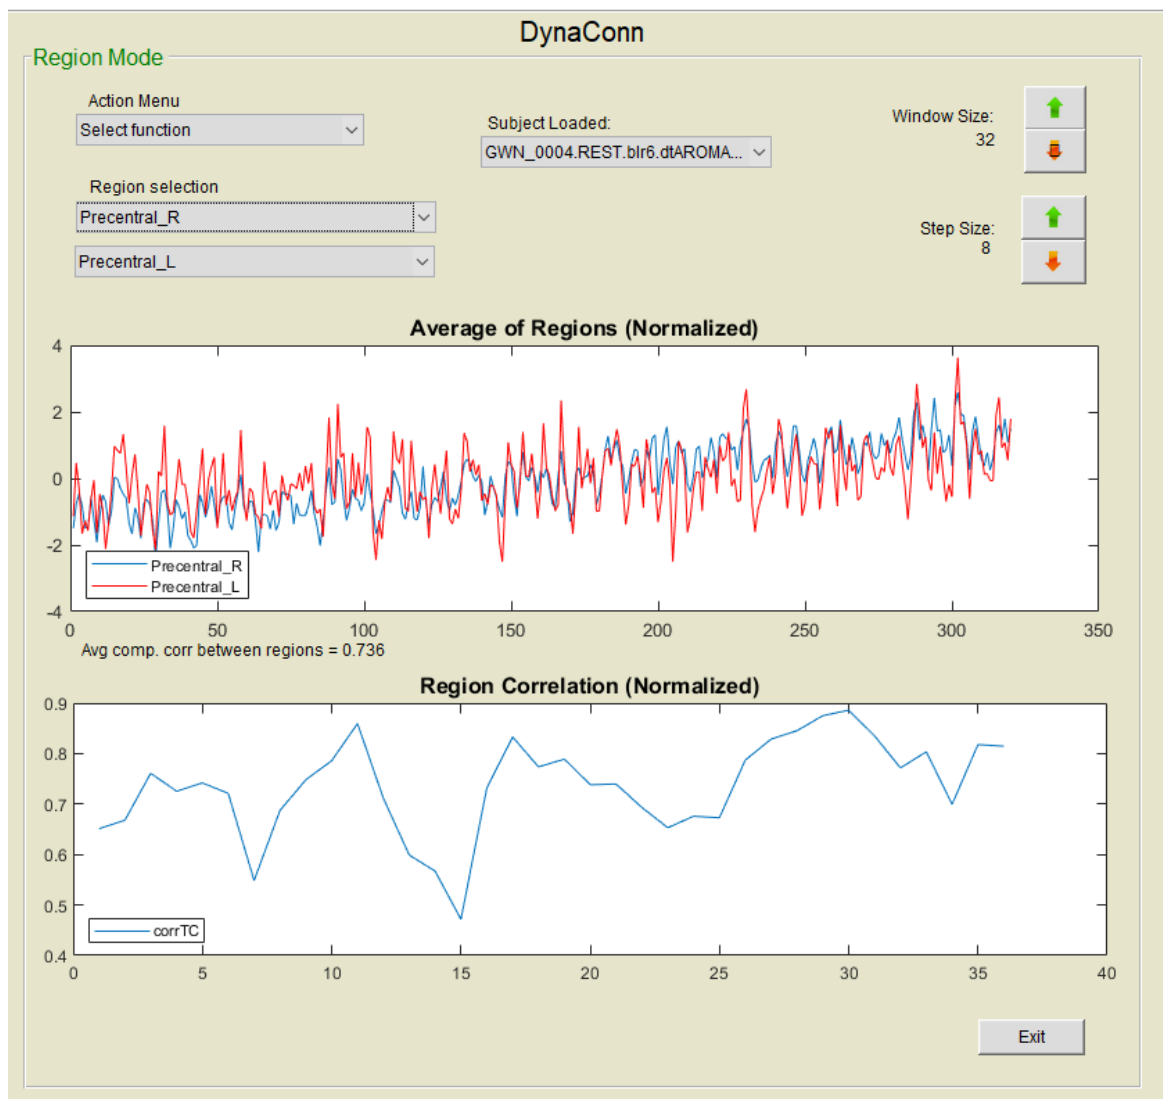 DynaConn
Region Mode
Action Menu
Select function
Subject Loaded:
GWN_0004.REST.blr6.dtAROMA...
Window Size:
32
Region selection
Precentral_R
Precentral_L
Step Size:
8
Average of Regions (Normalized)
4
2
0
-2
-4
Precentral_R
Precentral_L
0 50 100 150 200 250 300 350
Avg comp. corr between regions = 0.736
Region Correlation (Normalized)
0.9
0.8
0.7
0.6
0.5
0.4
corrTC
0 5 10 15 20 25 30 35 40
Exit